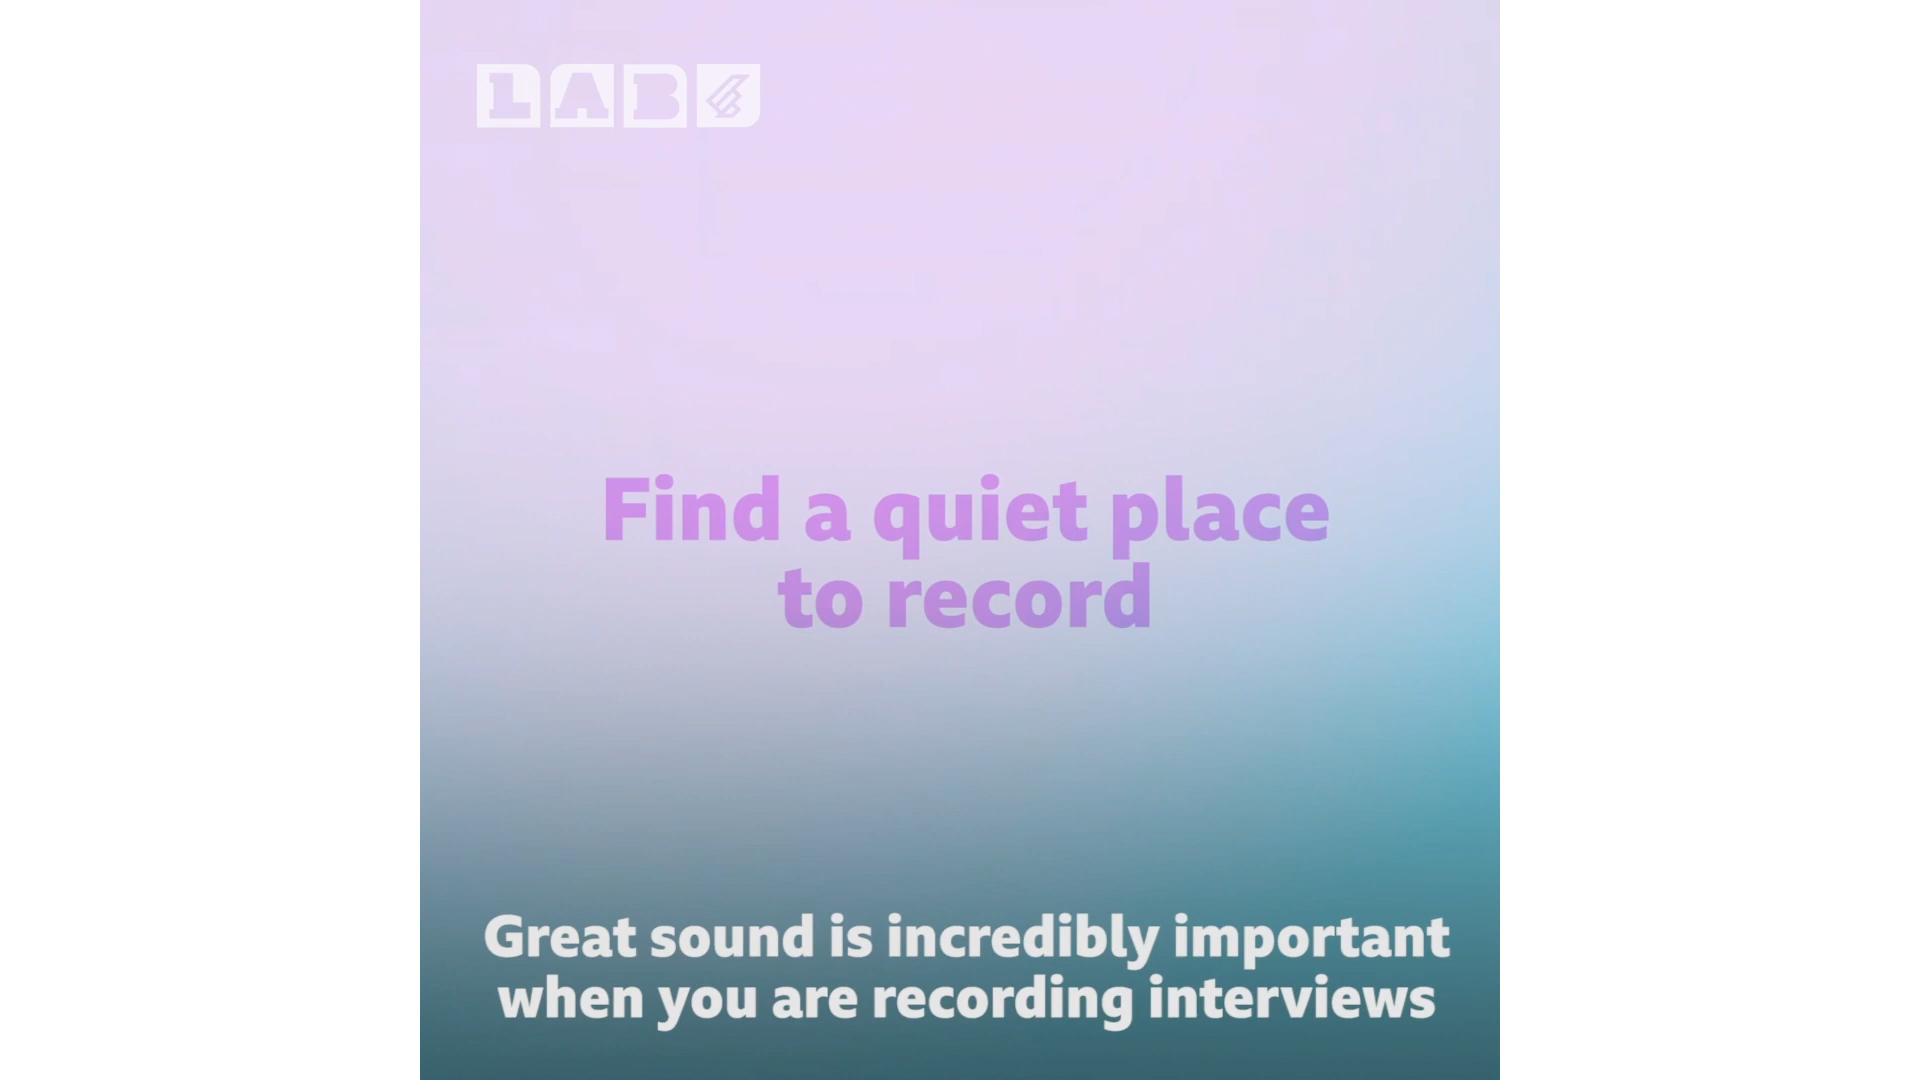 LAB
Find a quiet place
to record
Great sound is incredibly important
when you are recording interviews